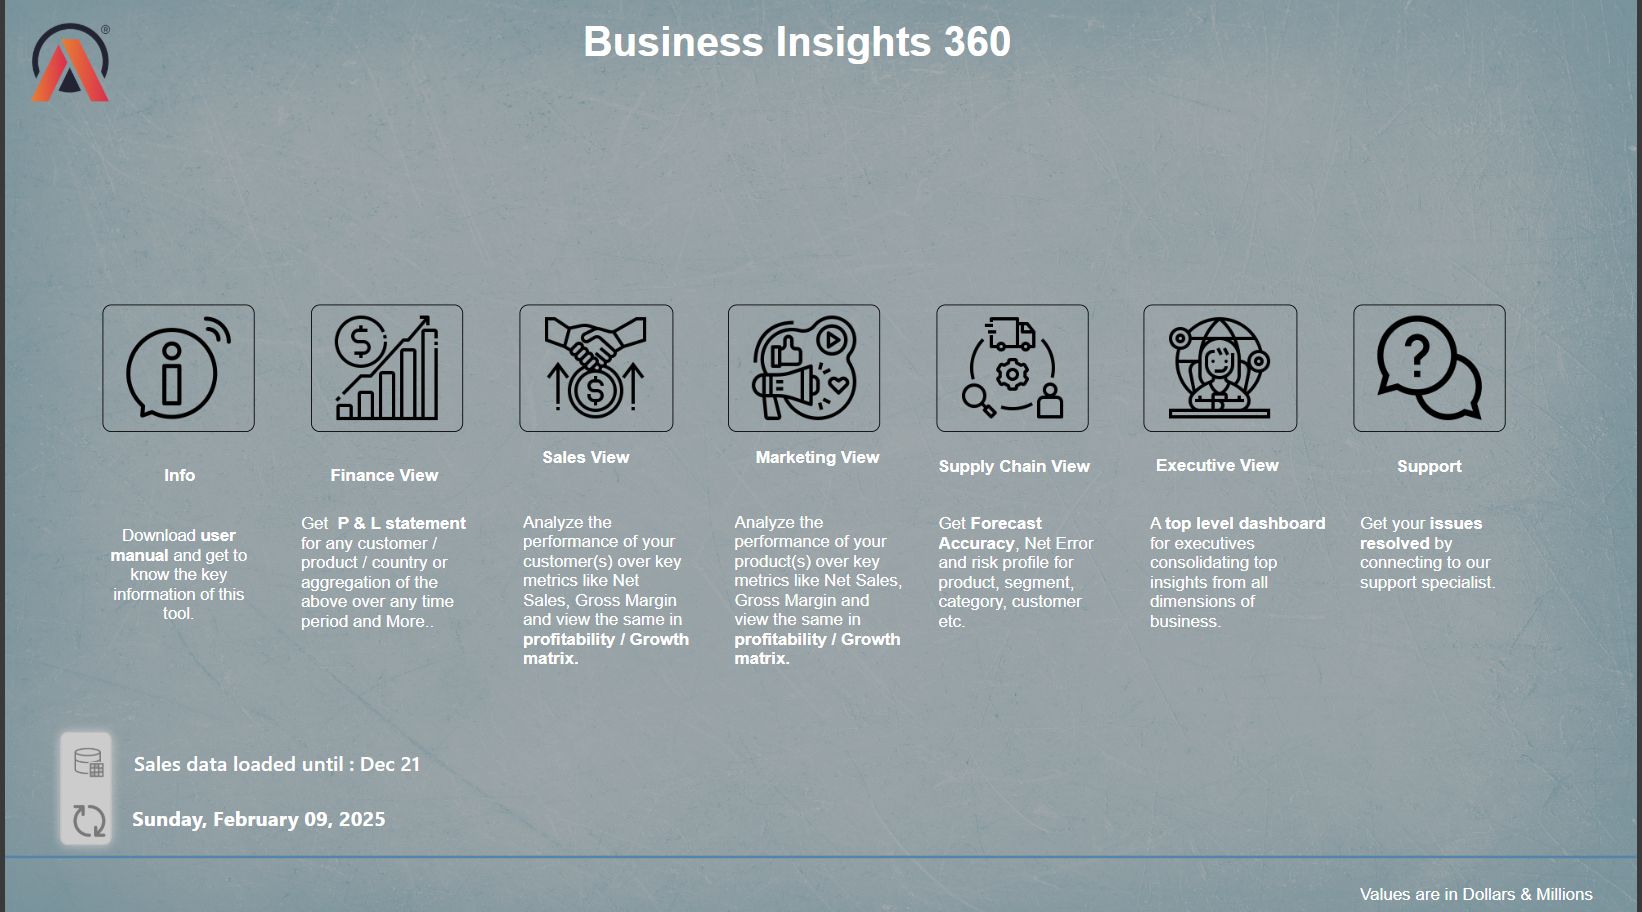 ®
Business Insights 360
Info
Download user
manual and get to
know the key
information of this
tool.
Finance View
Get  P & L statement
for any customer /
product / country or
aggregation of the
above over any time
period and More..
Sales View
Analyze the
performance of your
customer(s) over key
metrics like Net
Sales, Gross Margin
and view the same in
profitability / Growth
matrix.
Marketing View
Analyze the
performance of your
product(s) over key
metrics like Net Sales,
Gross Margin and
view the same in
profitability / Growth
matrix.
Supply Chain View
Get Forecast
Accuracy, Net Error
and risk profile for
product, segment,
category, customer
etc.
Executive View
A top level dashboard
for executives
consolidating top
insights from all
dimensions of
business.
Support
Get your issues
resolved by
connecting to our
support specialist.
Sales data loaded until : Dec 21
Sunday, February 09, 2025
Values are in Dollars & Millions